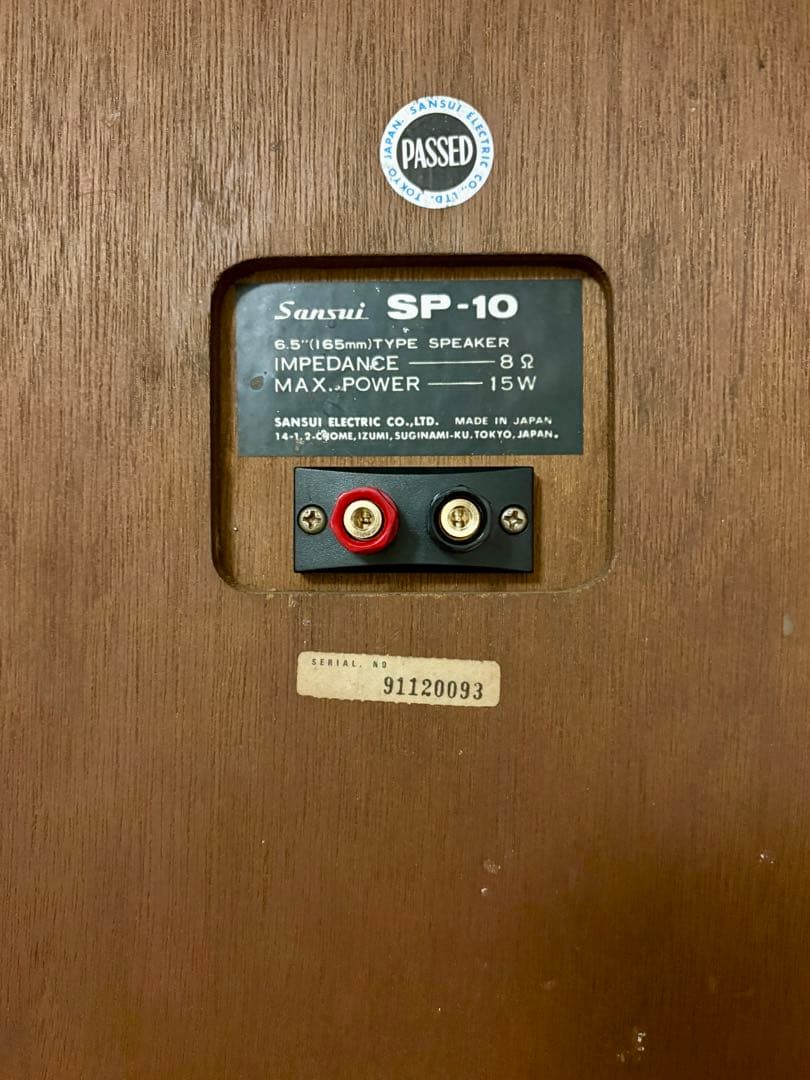 SANSUI ELECTRIC CO.,LTD. TOKYO JAPAN.
PASSED
Sansui SP-10
6.5"(165mm)TYPE SPEAKER
IMPEDANCE 8Ω
MAX. POWER 15W
SANSUI ELECTRIC CO.,LTD. MADE IN JAPAN
14-1,2-CHOME,IZUMI,SUGINAMI-KU.TOKYO,JAPAN.
SERIAL. NO
91120093